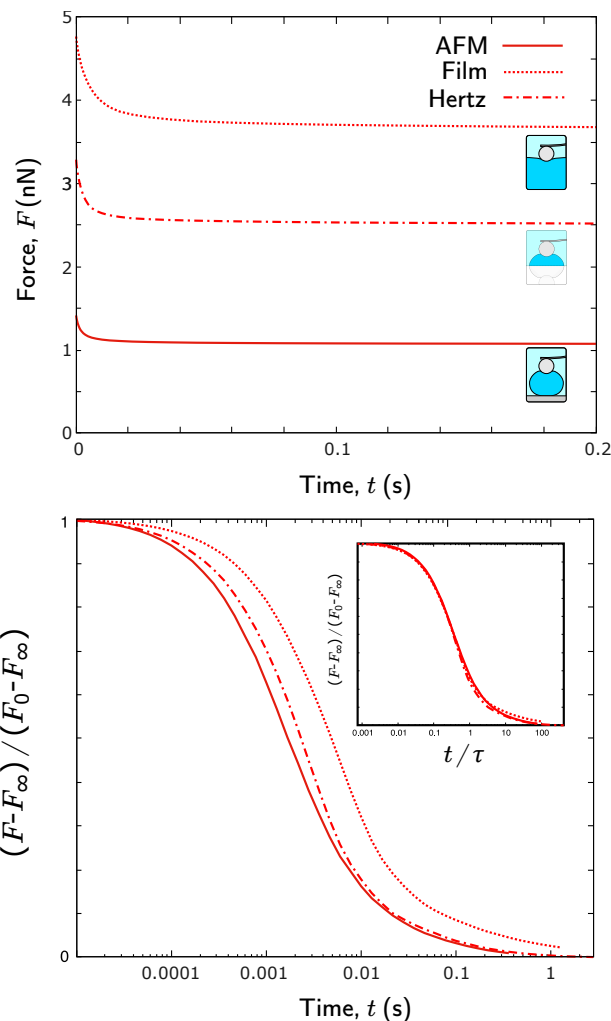 5
4
3
2
1
0
Force, F (nN)
AFM
Film
Hertz
0
0.1
0.2
Time, t (s)
1
0
(F-F∞) / (F0-F∞)
0.0001
0.001
0.01
0.1
1
Time, t (s)
(F-F∞) / (F0-F∞)
0.001
0.01
0.1
1
10
100
t / τ